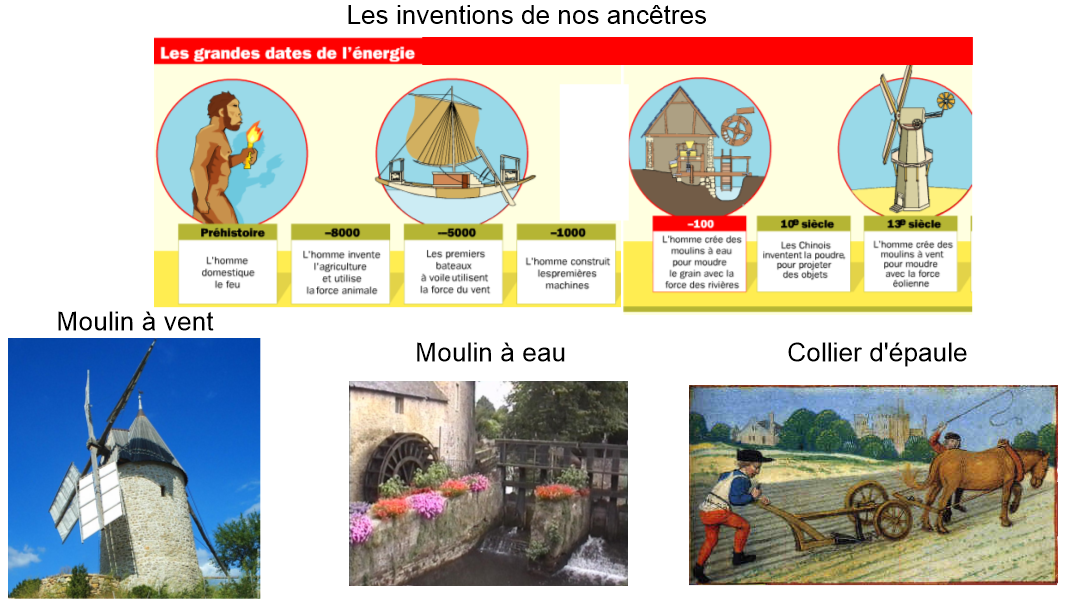 Les inventions de nos ancêtres
Les grandes dates de l'énergie
Préhistoire
L'homme
domestique
le feu
–8000
L'homme invente
l'agriculture
et utilise
la force animale
—5000
Les premiers
bateaux
à voile utilisent
la force du vent
–1000
L'homme construit
lespremières
machines
–100
L'homme crée des
moulins à eau
pour moudre
le grain avec la
force des rivières
10e siècle
Les Chinois
inventent la poudre,
pour projeter
des objets
13e siècle
L'homme crée des
moulins à vent
pour moudre
avec la force
éolienne
Moulin à vent
Moulin à eau
Collier d'épaule